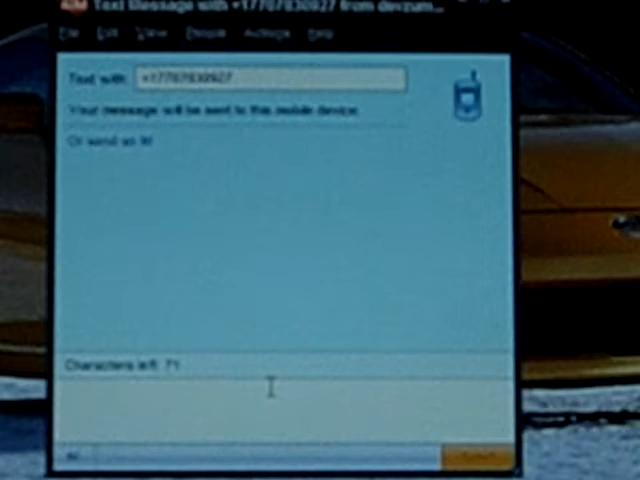 Text Message with +17707830927 from devzum...
File Edit View People Actions Help
Text with: +17707830927
Your message will be sent to this mobile device.
Or send an IM
Characters left: 71